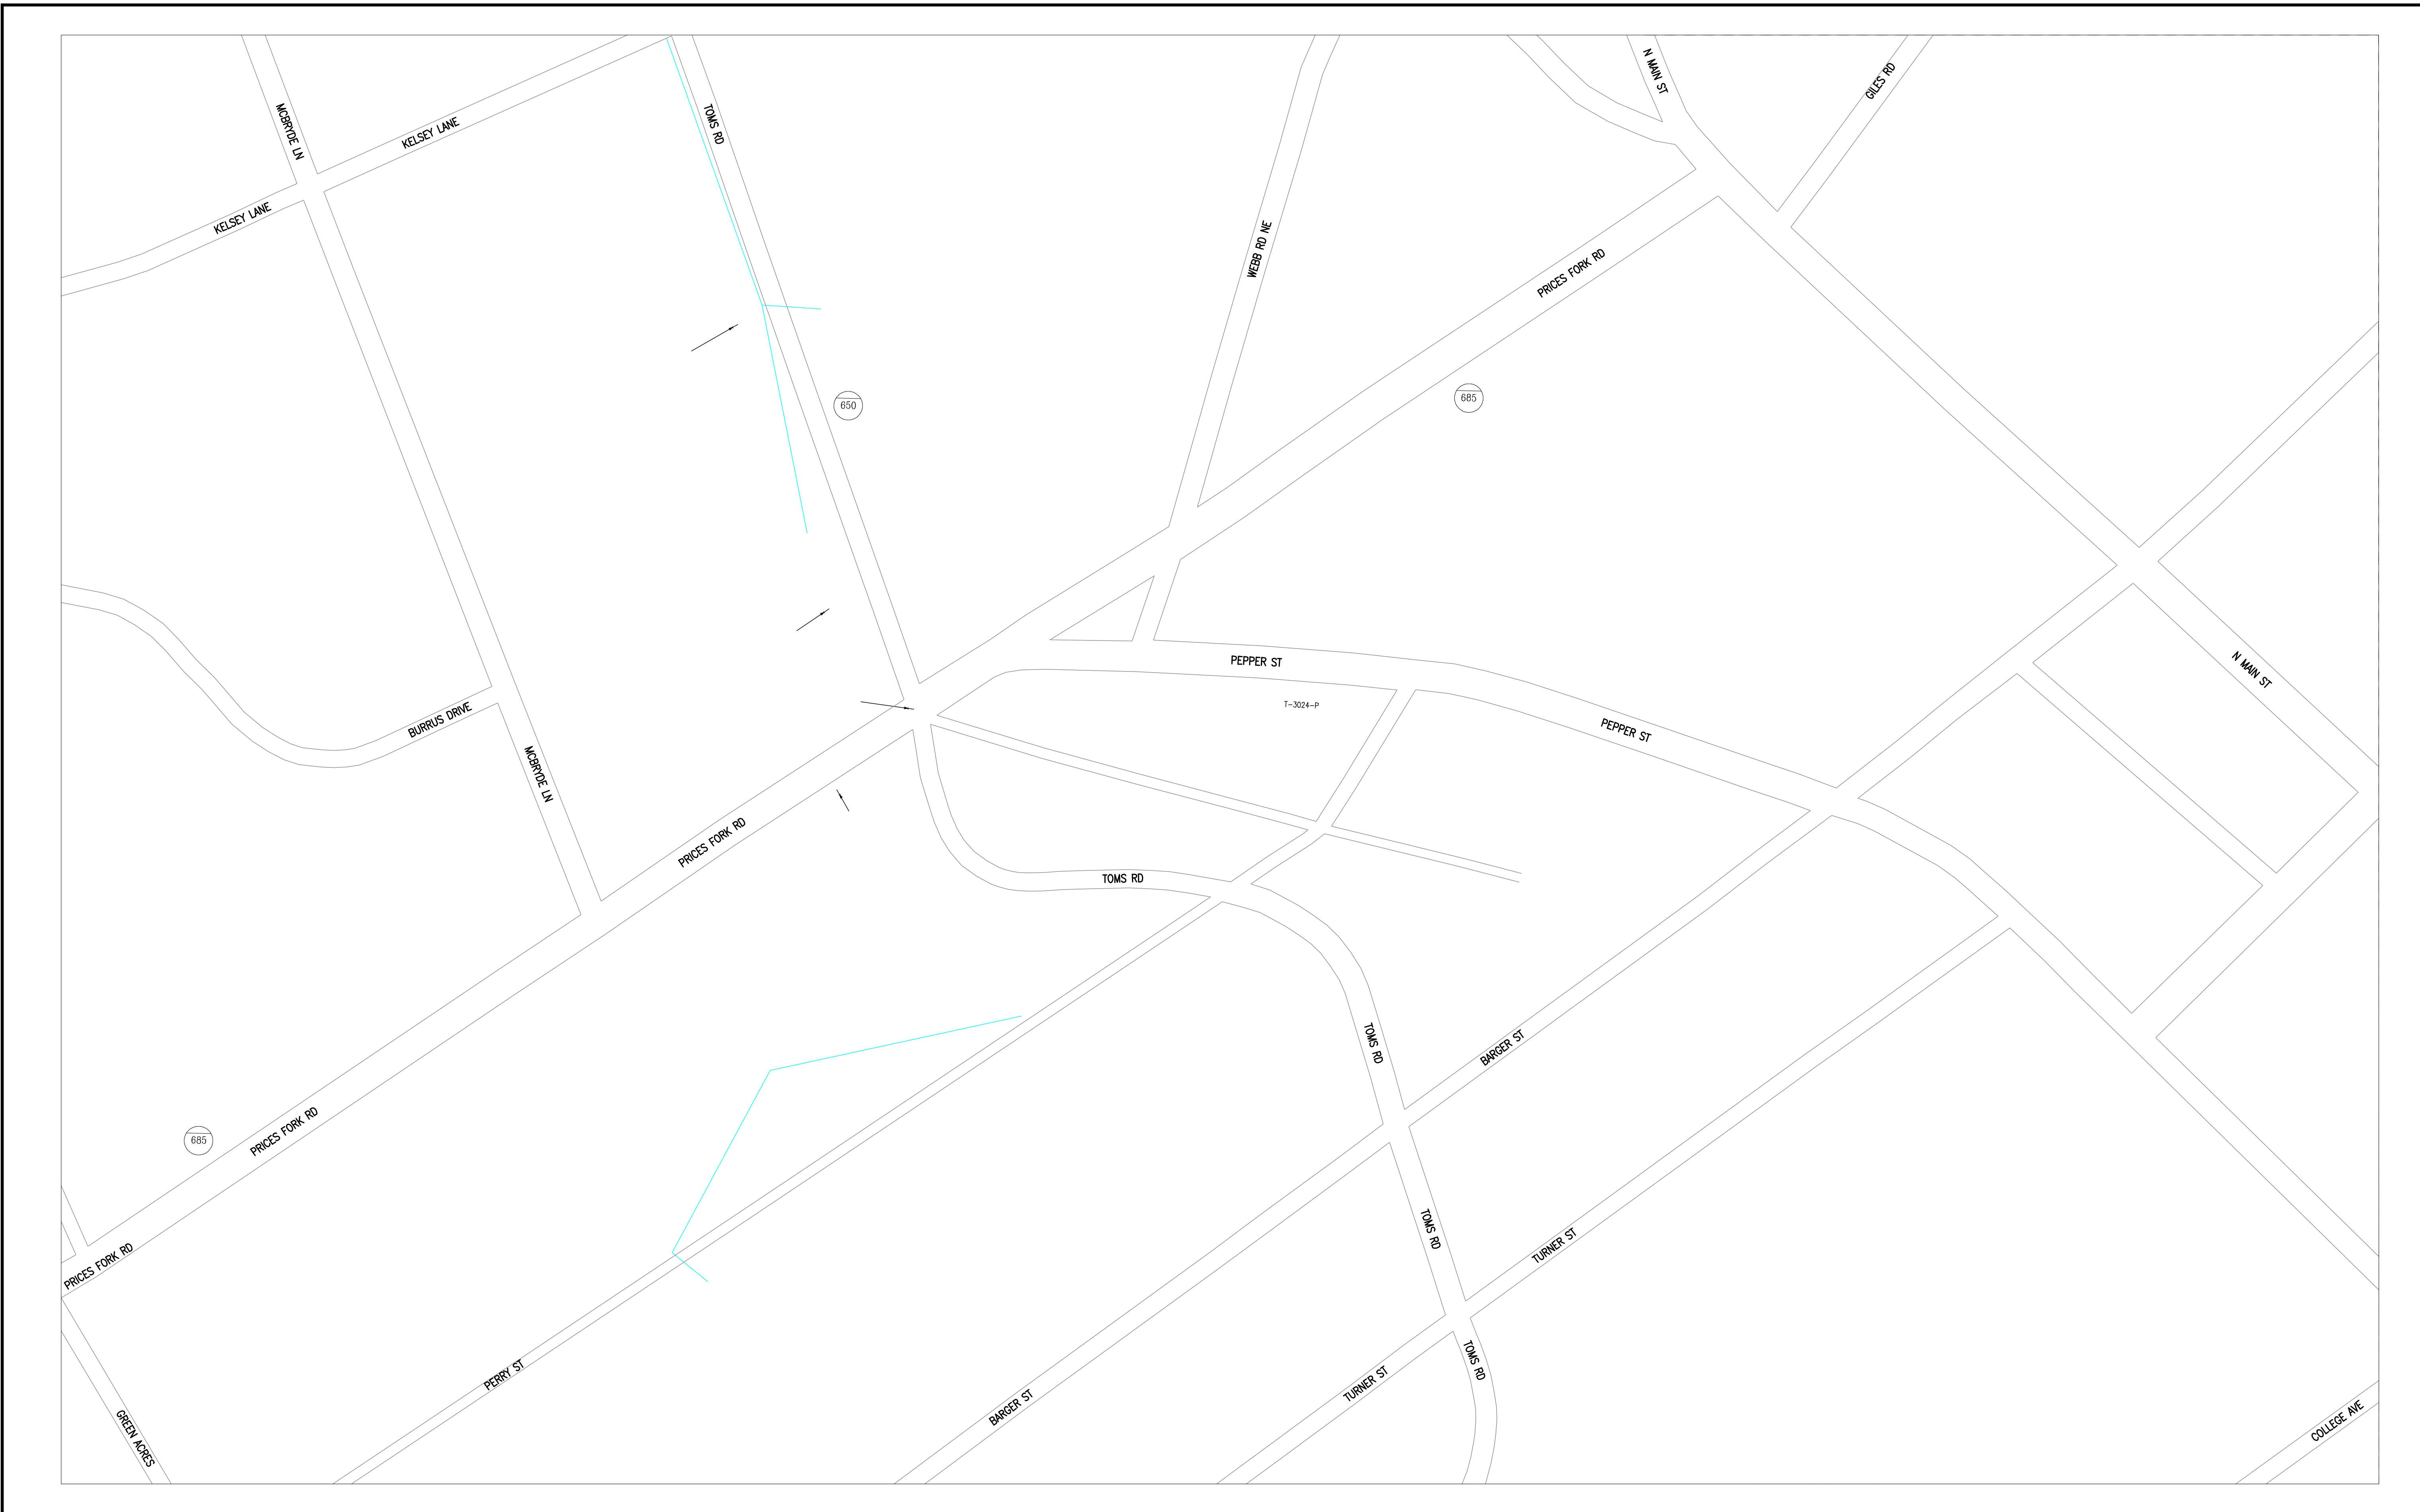 N MAIN ST
GILES RD
MCBRYDE LN
KELSEY LANE
TOMS RD
KELSEY LANE
WEBB RD NE
PRICES FORK RD
650
685
PEPPER ST
N MAIN ST
T-3024-P
BURRUS DRIVE
PEPPER ST
MCBRYDE LN
PRICES FORK RD
TOMS RD
TOMS RD
BARGER ST
685
PRICES FORK RD
TOMS RD
TURNER ST
PRICES FORK RD
TOMS RD
PERRY ST
TURNER ST
BARGER ST
COLLEGE AVE
GREEN ACRES